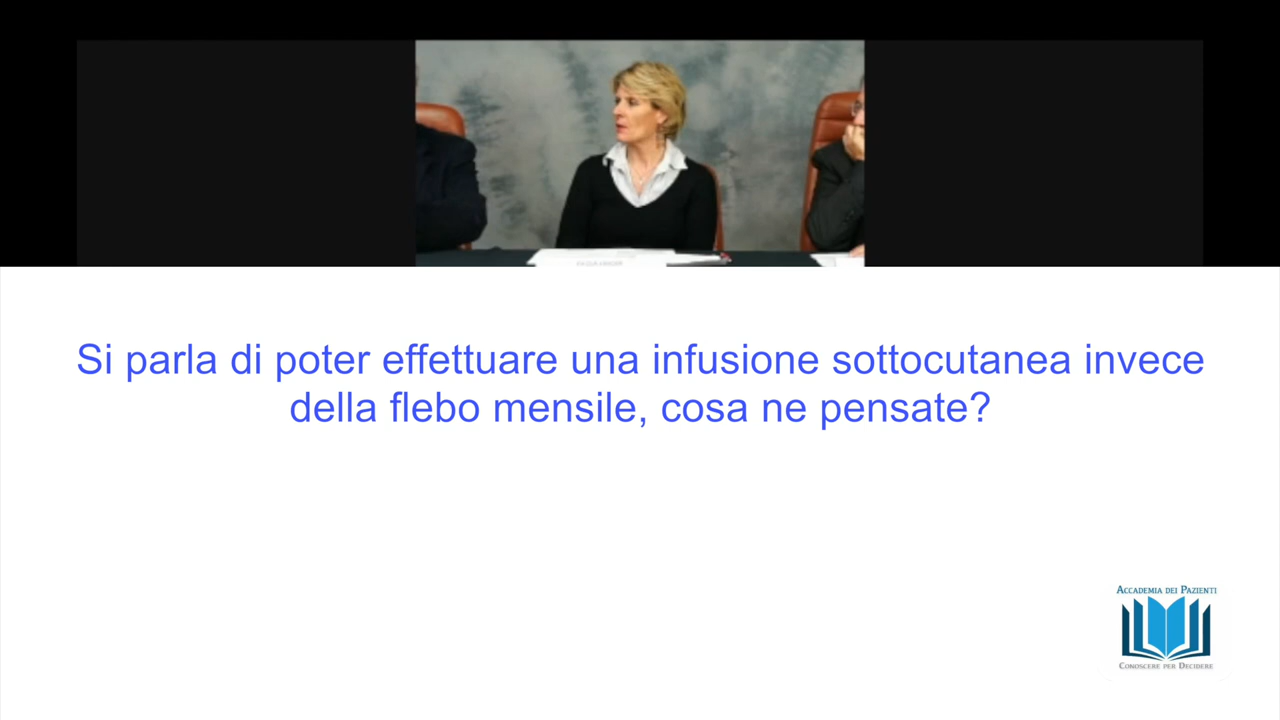 Si parla di poter effettuare una infusione sottocutanea invece
della flebo mensile, cosa ne pensate?
ACCADEMIA DEI PAZIENTI
CONOSCERE PER DECIDERE